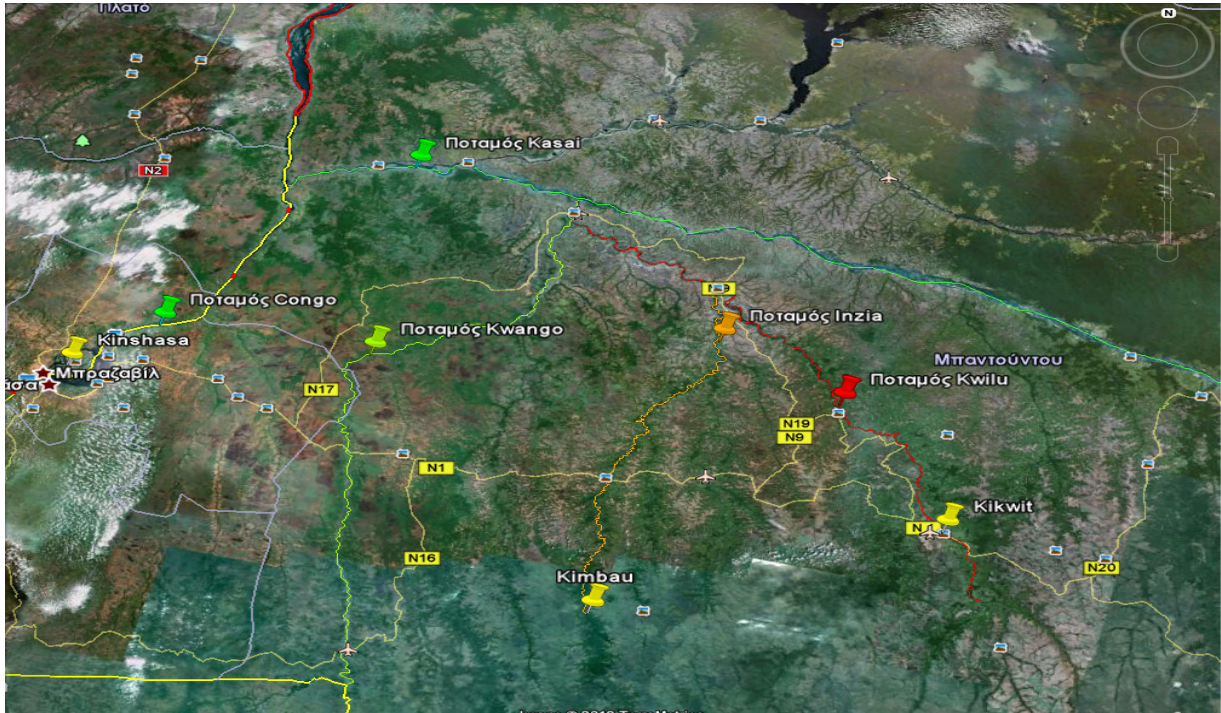 Πλατό
N
Ποταμός Kasai
N2
Ποταμός Congo
Ποταμός Inzia
Ποταμός Kwango
Kinshasa
Μπαντούντου
Μπραζαβίλ
Ποταμός Kwilu
N17
N19
N9
N1
Kikwit
N16
N20
Kimbau